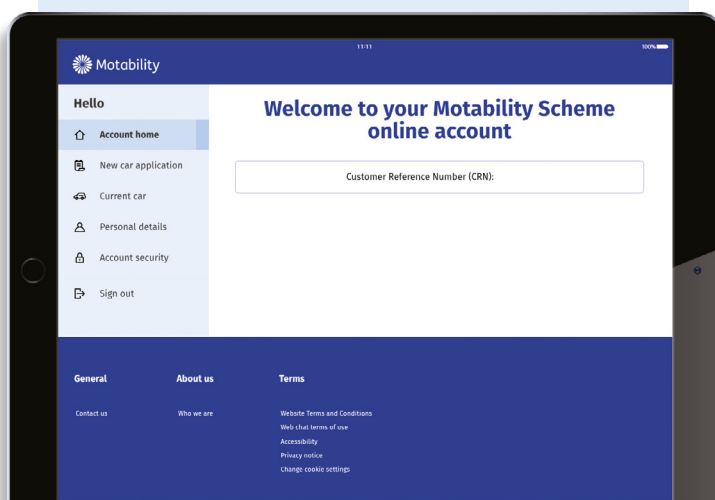 11:11
100%
Motability
Hello
Account home
New car application
Current car
Personal details
Account security
Sign out
Welcome to your Motability Scheme
online account
Customer Reference Number (CRN):
General
Contact us
About us
Who we are
Terms
Website Terms and Conditions
Web chat terms of use
Accessibility
Privacy notice
Change cookie settings